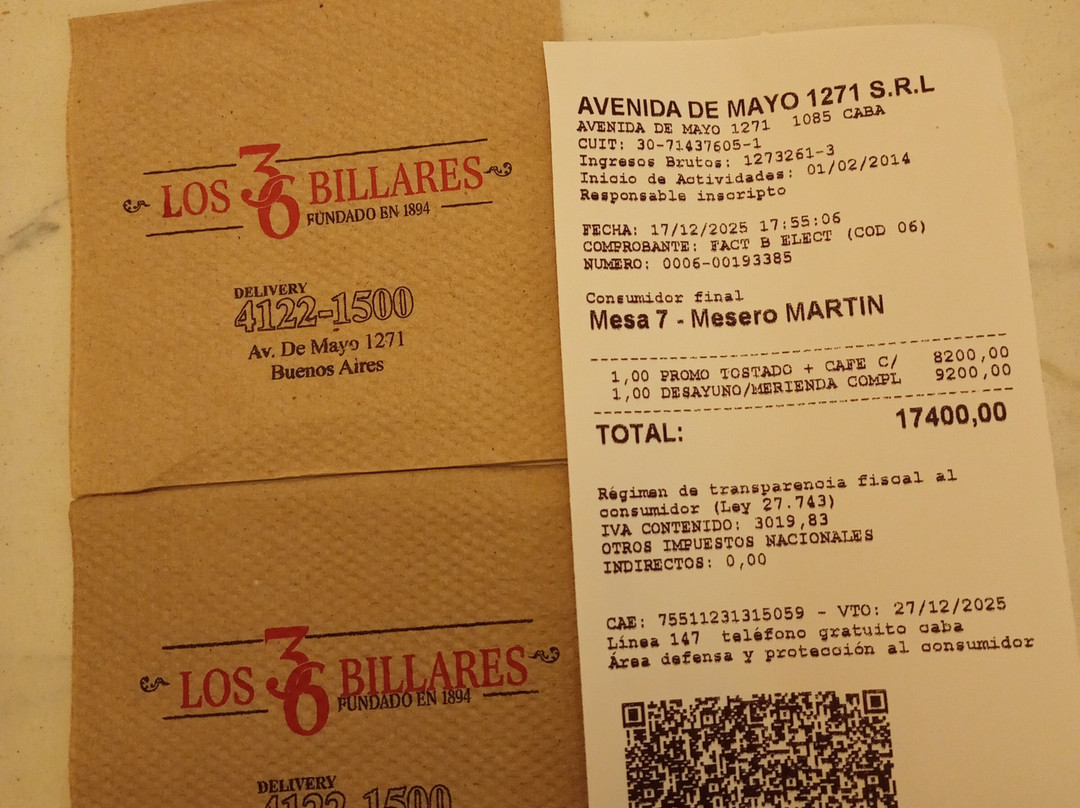 LOS 36 BILLARES
FUNDADO EN 1894
DELIVERY
4122-1500
Av. De Mayo 1271
Buenos Aires
LOS 36 BILLARES
FUNDADO EN 1894
DELIVERY
4122-1500
AVENIDA DE MAYO 1271 S.R.L
AVENIDA DE MAYO 1271 1085 CABA
CUIT: 30-71437605-1
Ingresos Brutos: 1273261-3
Inicio de Actividades: 01/02/2014
Responsable inscripto
FECHA: 17/12/2025 17:55:06
COMPROBANTE: FACT B ELECT (COD 06)
NUMERO: 0006-00193385
Consumidor final
Mesa 7 - Mesero MARTIN
1,00 PROMO TOSTADO + CAFE C/ 8200,00
1,00 DESAYUNO/MERIENDA COMPL 9200,00
TOTAL: 17400,00
Régimen de transparencia fiscal al
consumidor (Ley 27.743)
IVA CONTENIDO: 3019,83
OTROS IMPUESTOS NACIONALES
INDIRECTOS: 0,00
CAE: 75511231315059 - VTO: 27/12/2025
Línea 147 teléfono gratuito caba
Área defensa y protección al consumidor